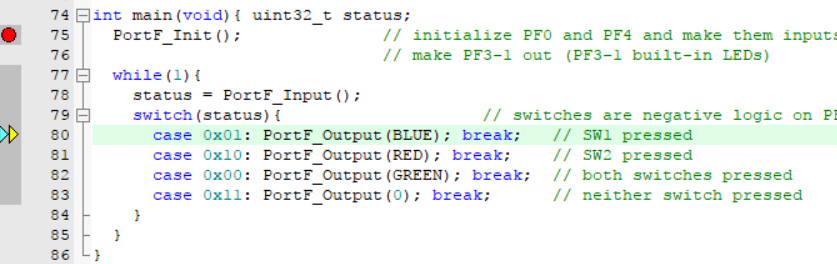 74 int main(void){ uint32_t status;
75 PortF_Init(); // initialize PF0 and PF4 and make them inputs
76 // make PF3-1 out (PF3-1 built-in LEDs)
77 while(1){
78 status = PortF_Input();
79 switch(status){ // switches are negative logic on
80 case 0x01: PortF_Output(BLUE); break; // SW1 pressed
81 case 0x10: PortF_Output(RED); break; // SW2 pressed
82 case 0x00: PortF_Output(GREEN); break; // both switches pressed
83 case 0x11: PortF_Output(0); break; // neither switch pressed
84 }
85 }
86 }